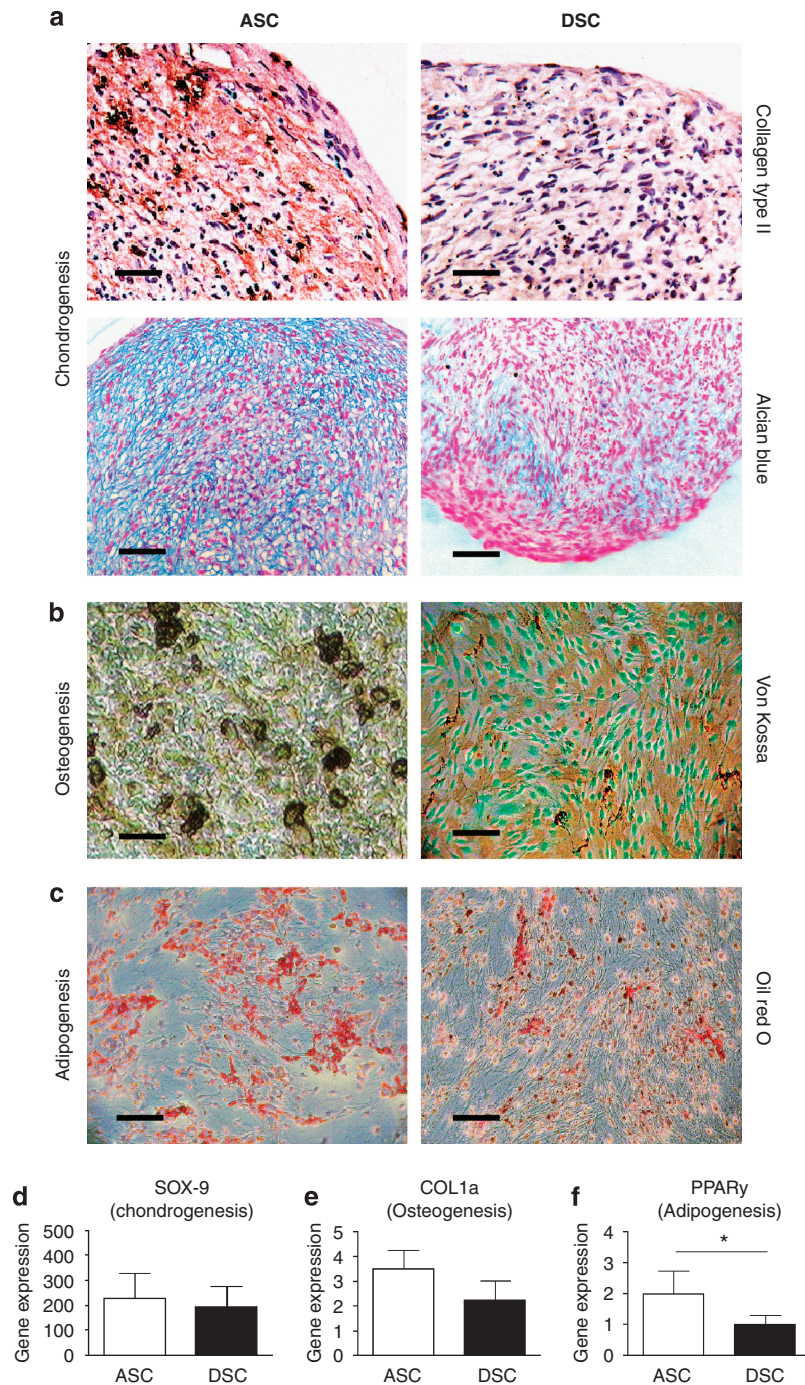 a
ASC
DSC
Chondrogenesis
Collagen type II
Alcian blue
b
Osteogenesis
Von Kossa
c
Adipogenesis
Oil red O
d
SOX-9
(chondrogenesis)
Gene expression
500
400
300
200
100
0
ASC
DSC
e
COL1a
(Osteogenesis)
Gene expression
5
4
3
2
1
0
ASC
DSC
f
PPARγ
(Adipogenesis)
Gene expression
4
3
2
1
0
*
ASC
DSC